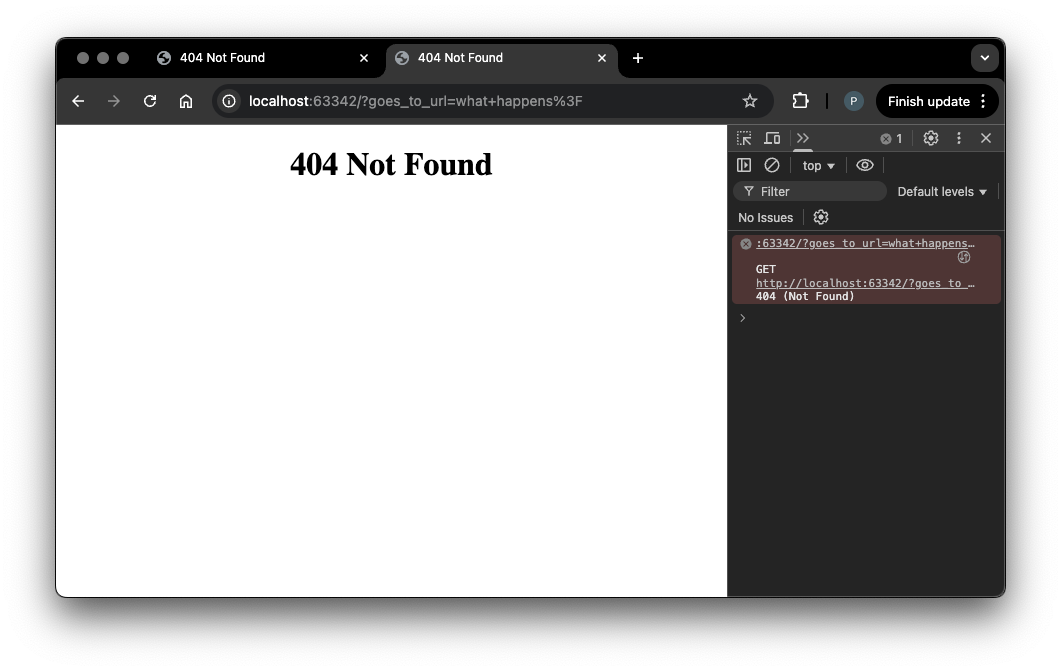 404 Not Found
404 Not Found
localhost:63342/?goes_to_url=what+happens%3F
P
Finish update
404 Not Found
1
top
Filter
Default levels
No Issues
:63342/?goes_to_url=what+happens…
GET
http://localhost:63342/?goes_to_…
404 (Not Found)